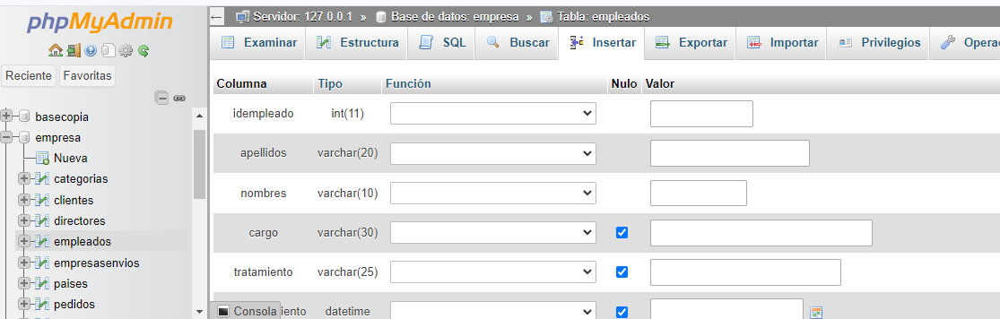 phpMyAdmin
Reciente Favoritas
basecopia
empresa
Nueva
categorias
clientes
directores
empleados
empresasenvios
paises
pedidos
Servidor: 127.0.0.1 » Base de datos: empresa » Tabla: empleados
Examinar Estructura SQL Buscar Insertar Exportar Importar Privilegios Operac
Columna Tipo Función Nulo Valor
idempleado int(11)
apellidos varchar(20)
nombres varchar(10)
cargo varchar(30)
tratamiento varchar(25)
Consola iento datetime